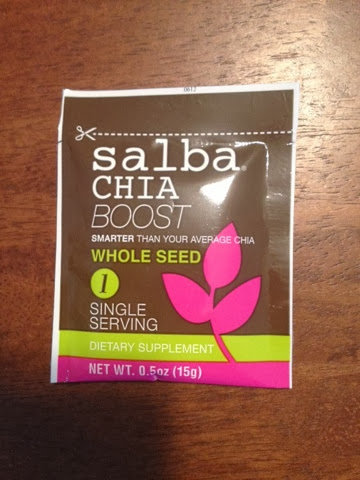 salba®
CHIA
BOOST
SMARTER THAN YOUR AVERAGE CHIA
WHOLE SEED
1
SINGLE
SERVING
DIETARY SUPPLEMENT
NET WT. 0.5oz (15g)